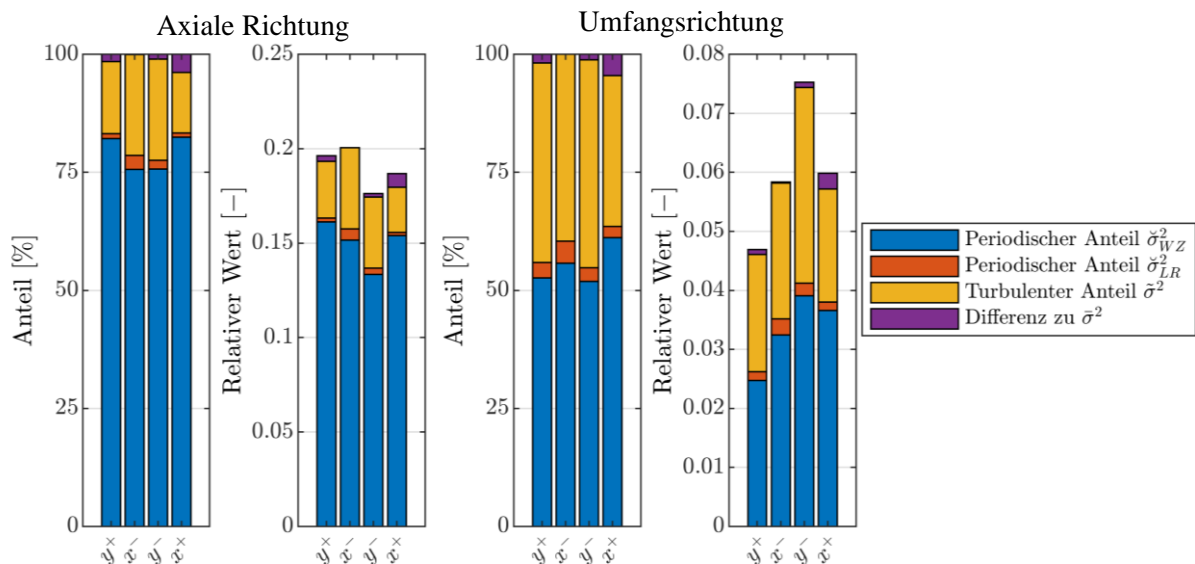 Axiale Richtung
Umfangsrichtung
Anteil [%]
100
75
50
25
0
y+ x− y− x+
Relativer Wert [−]
0.25
0.2
0.15
0.1
0.05
0
y+ x− y− x+
Anteil [%]
100
75
50
25
0
y+ x− y− x+
Relativer Wert [−]
0.08
0.07
0.06
0.05
0.04
0.03
0.02
0.01
0
y+ x− y− x+
Periodischer Anteil σ̆²_WZ
Periodischer Anteil σ̆²_LR
Turbulenter Anteil σ̃²
Differenz zu σ̄²